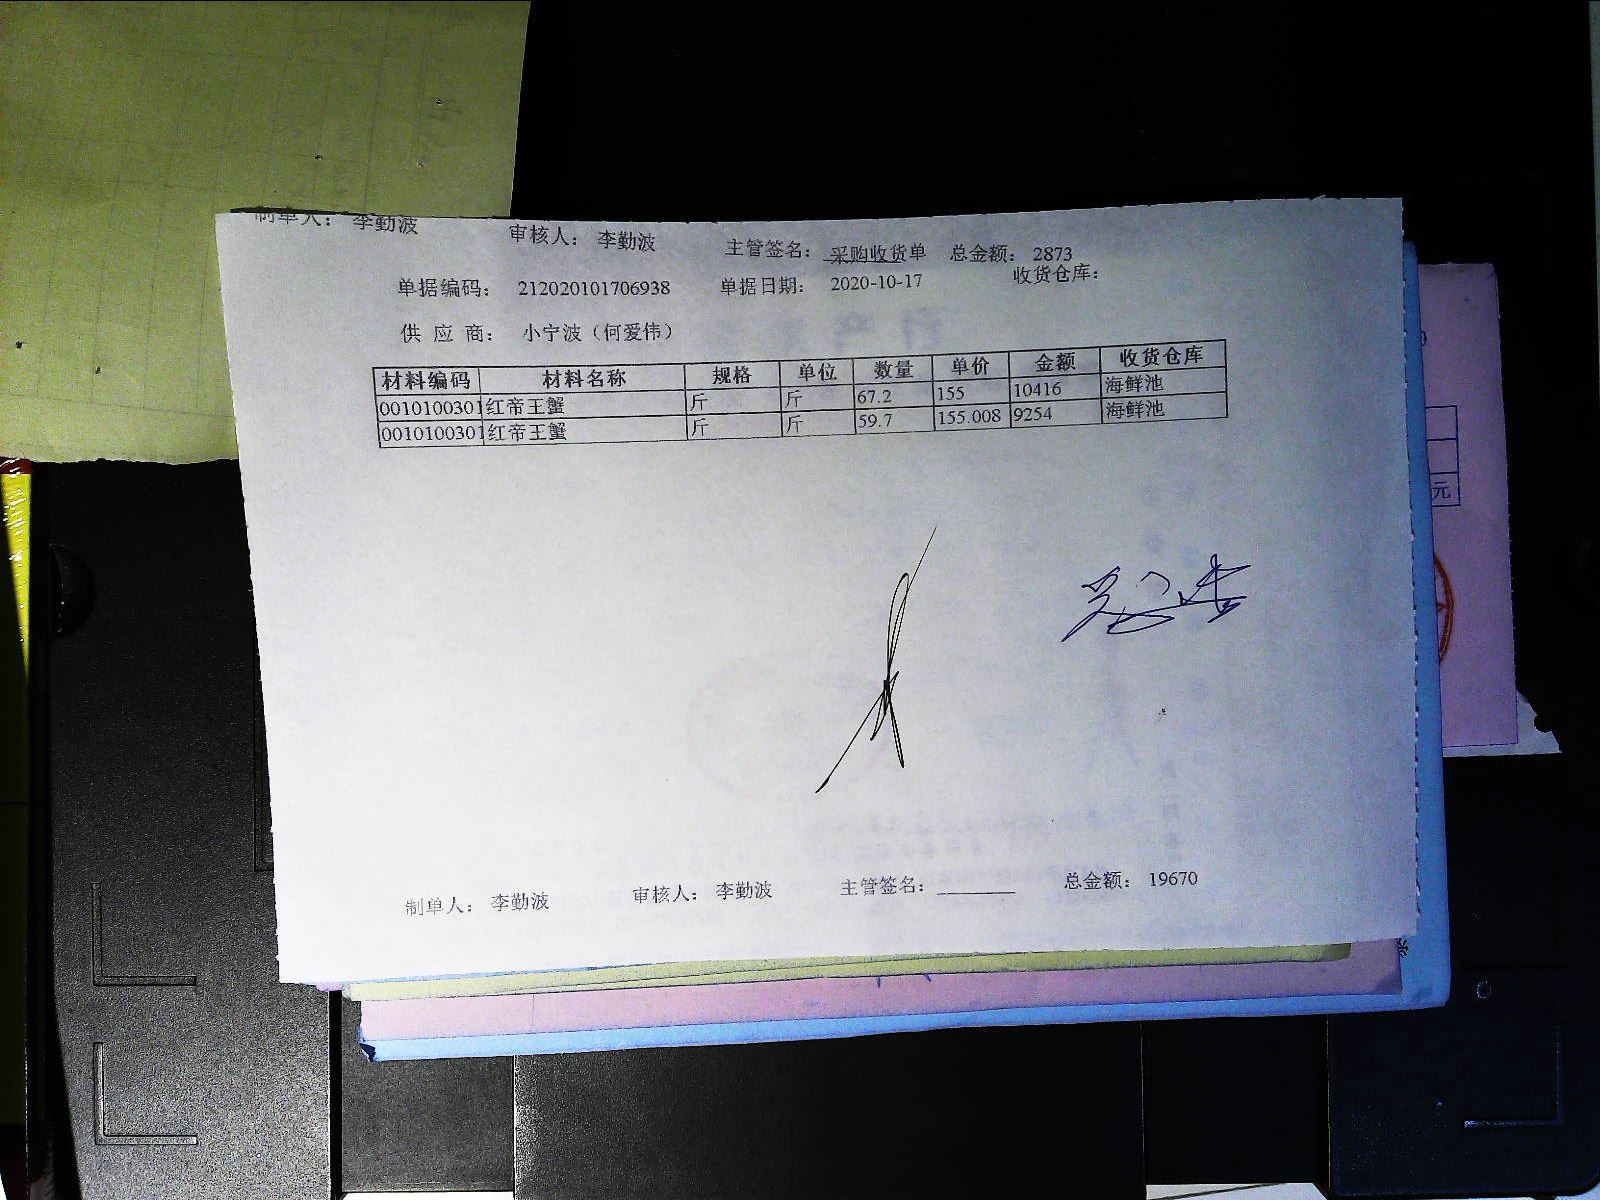 制单人： 李勤波 审核人： 李勤波 主管签名： 采购收货单 总金额： 2873
单据编码： 212020101706938 单据日期： 2020-10-17 收货仓库：
供 应 商： 小宁波（何爱伟）
材料编码 材料名称 规格 单位 数量 单价 金额 收货仓库
0010100301 红帝王蟹 斤 斤 67.2 155 10416 海鲜池
0010100301 红帝王蟹 斤 斤 59.7 155.008 9254 海鲜池
元
制单人： 李勤波 审核人： 李勤波 主管签名： 总金额： 19670